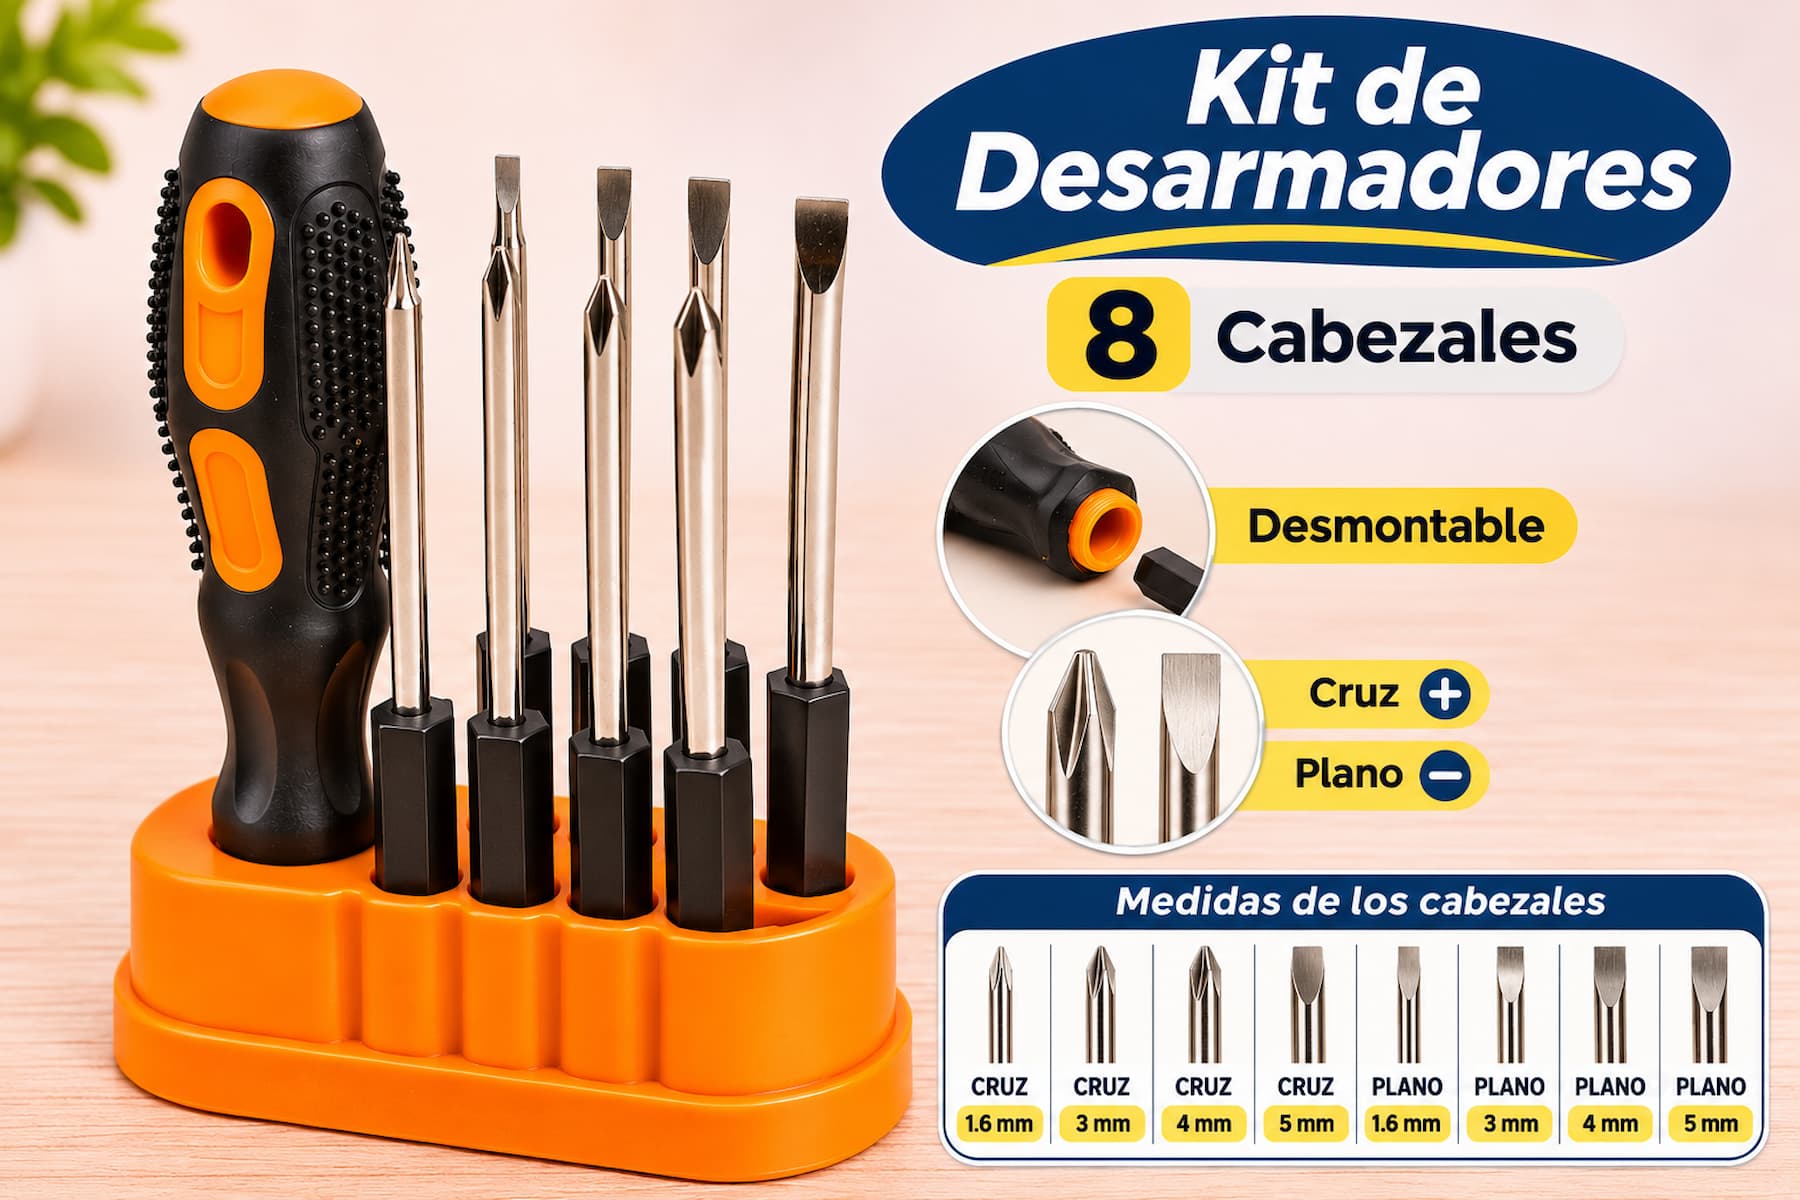 Kit de
Desarmadores
8 Cabezales
Desmontable
Cruz +
Plano −
Medidas de los cabezales
CRUZ CRUZ CRUZ CRUZ PLANO PLANO PLANO PLANO
1.6 mm 3 mm 4 mm 5 mm 1.6 mm 3 mm 4 mm 5 mm